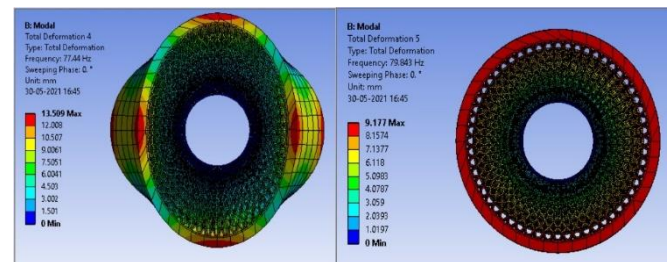 B: Modal
Total Deformation 4
Type: Total Deformation
Frequency: 77.44 Hz
Sweeping Phase: 0. °
Unit: mm
30-05-2021 16:45
13.509 Max
12.008
10.507
9.0061
7.5051
6.0041
4.503
3.002
1.501
0 Min
B: Modal
Total Deformation 5
Type: Total Deformation
Frequency: 79.843 Hz
Sweeping Phase: 0. °
Unit: mm
30-05-2021 16:45
9.177 Max
8.1574
7.1377
6.118
5.0983
4.0787
3.059
2.0393
1.0197
0 Min